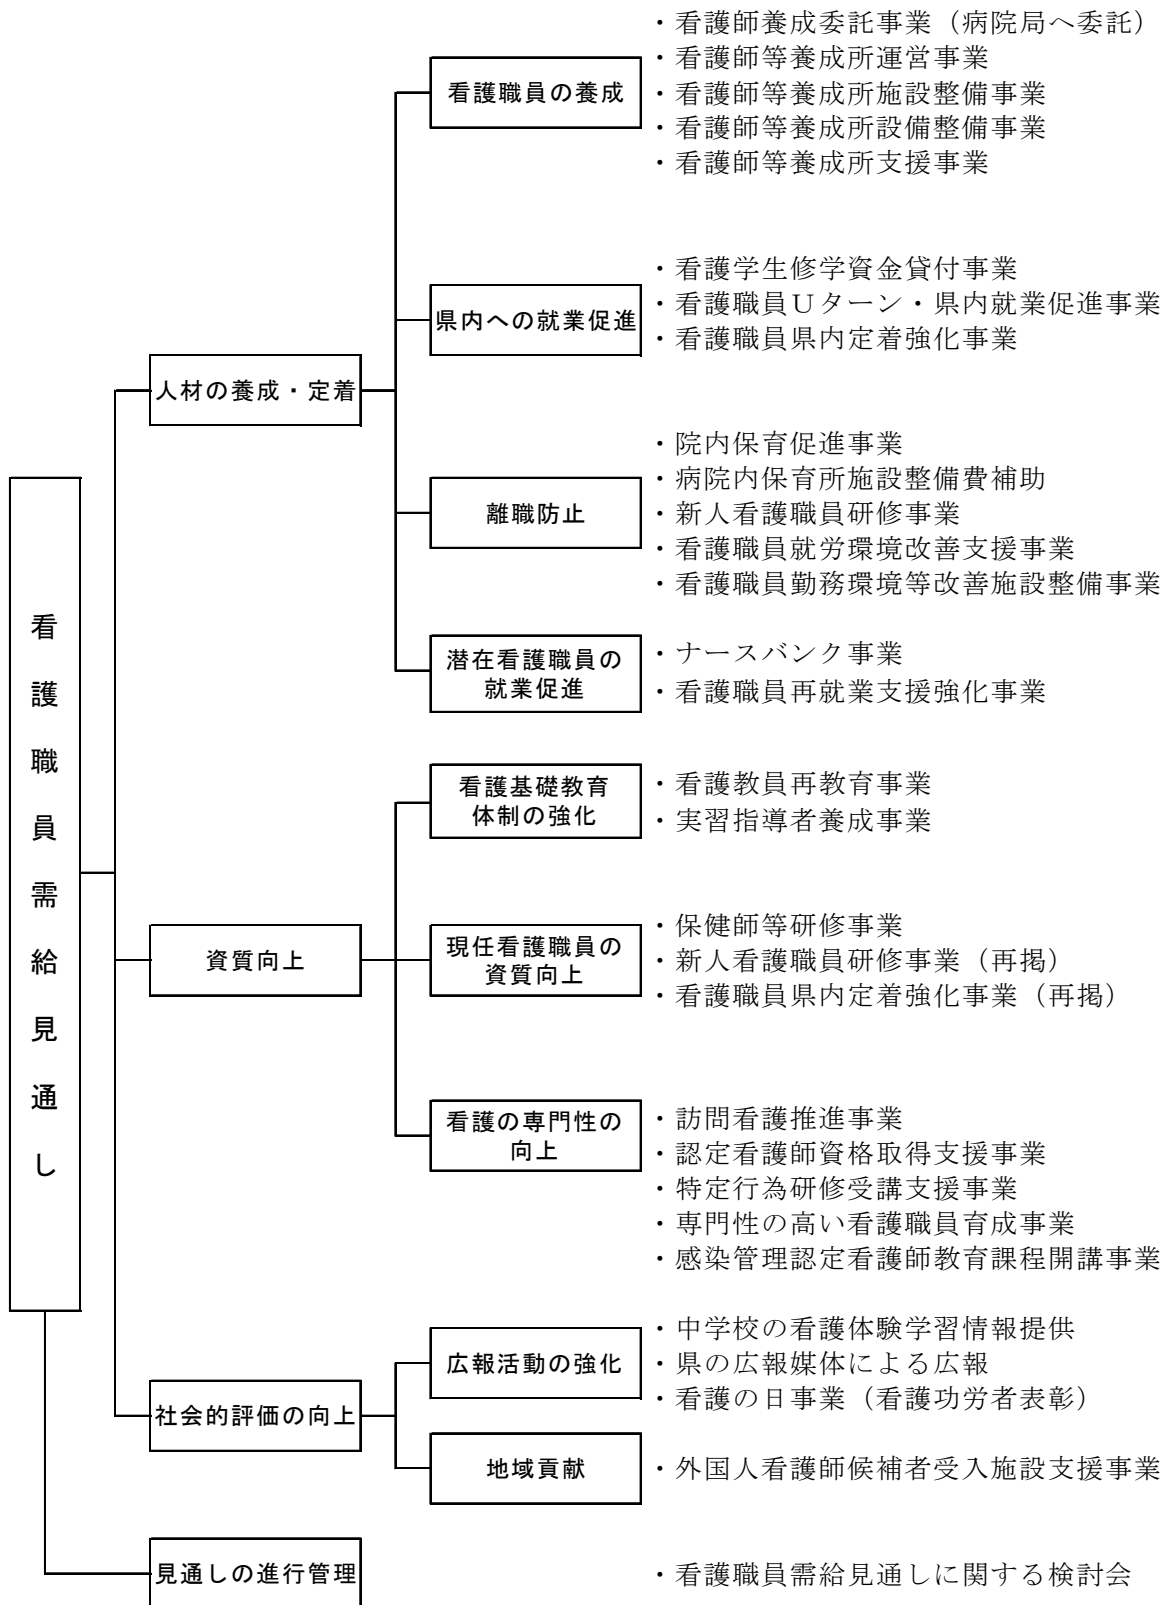 看護職員需給見通し
人材の養成・定着
看護職員の養成
・看護師養成委託事業（病院局へ委託）
・看護師等養成所運営事業
・看護師等養成所施設整備事業
・看護師等養成所設備整備事業
・看護師等養成所支援事業
県内への就業促進
・看護学生修学資金貸付事業
・看護職員Ｕターン・県内就業促進事業
・看護職員県内定着強化事業
離職防止
・院内保育促進事業
・病院内保育所施設整備費補助
・新人看護職員研修事業
・看護職員就労環境改善支援事業
・看護職員勤務環境等改善施設整備事業
潜在看護職員の
就業促進
・ナースバンク事業
・看護職員再就業支援強化事業
資質向上
看護基礎教育
体制の強化
・看護教員再教育事業
・実習指導者養成事業
現任看護職員の
資質向上
・保健師等研修事業
・新人看護職員研修事業（再掲）
・看護職員県内定着強化事業（再掲）
看護の専門性の
向上
・訪問看護推進事業
・認定看護師資格取得支援事業
・特定行為研修受講支援事業
・専門性の高い看護職員育成事業
・感染管理認定看護師教育課程開講事業
社会的評価の向上
広報活動の強化
・中学校の看護体験学習情報提供
・県の広報媒体による広報
・看護の日事業（看護功労者表彰）
地域貢献
・外国人看護師候補者受入施設支援事業
見通しの進行管理
・看護職員需給見通しに関する検討会